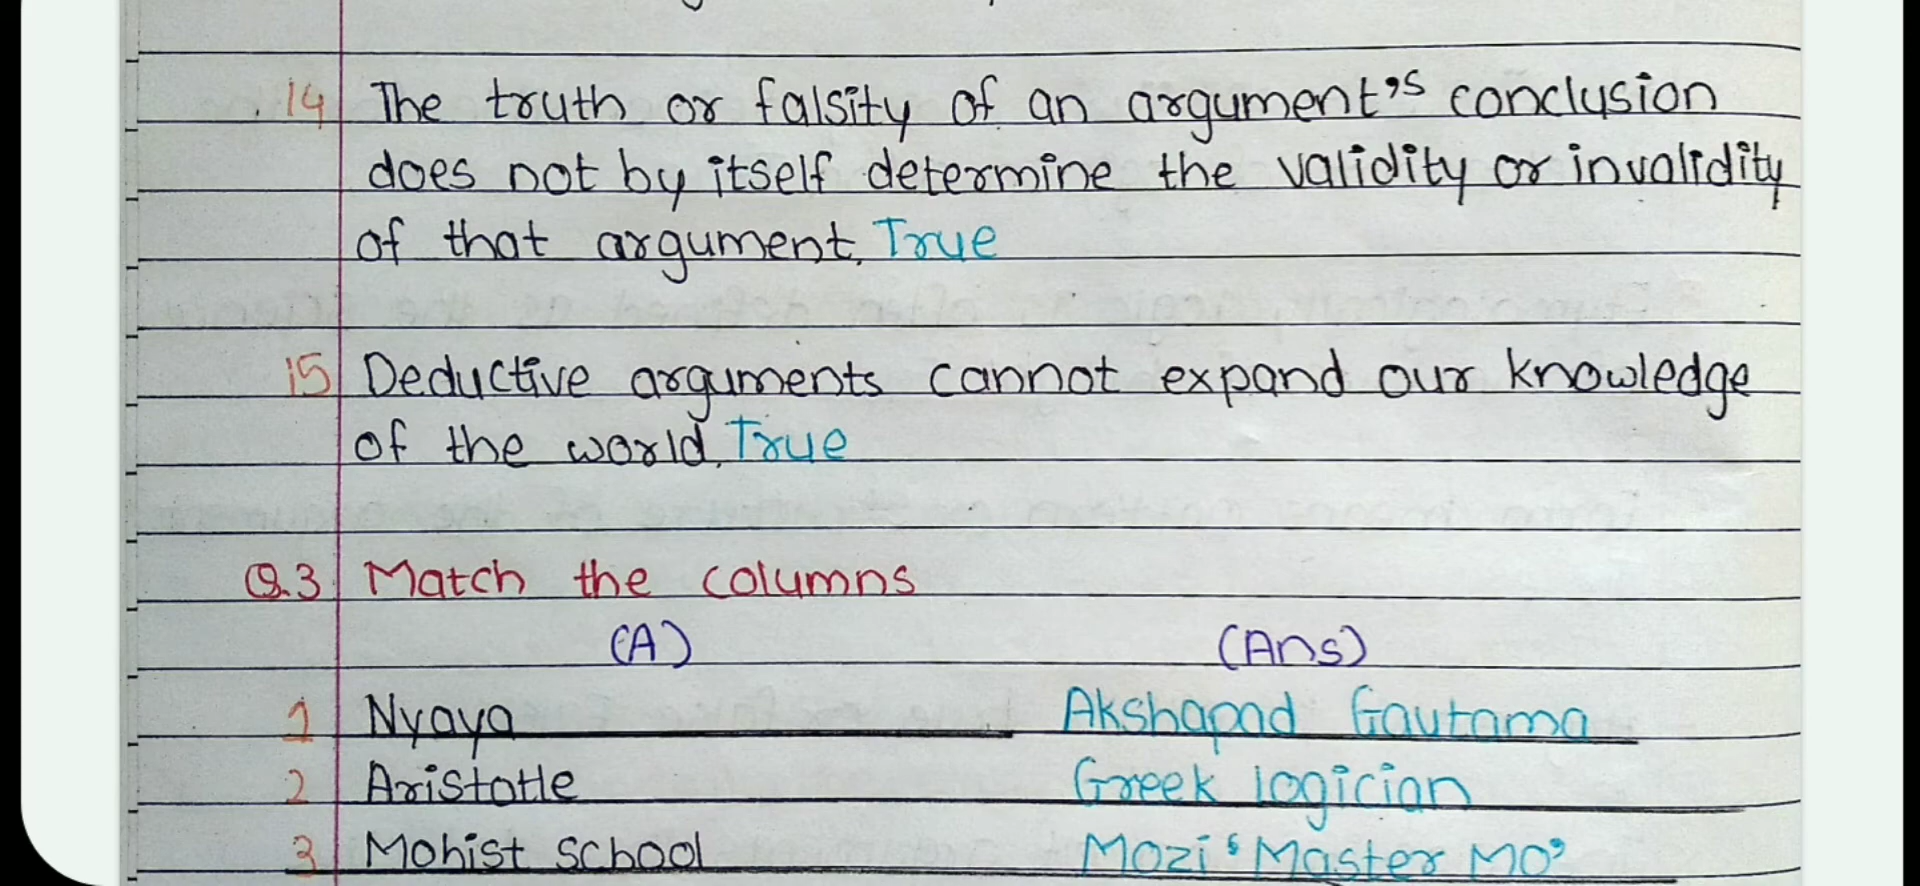 14 The truth or falsity of an argument's conclusion
does not by itself determine the validity or invalidity
of that argument. True
15 Deductive arguments cannot expand our knowledge
of the world. True
Q.3 Match the columns
(A) (Ans)
1 Nyaya Akshapad Gautama
2 Aristotle Greek logician
3 Mohist school Mozi 'Master MO'